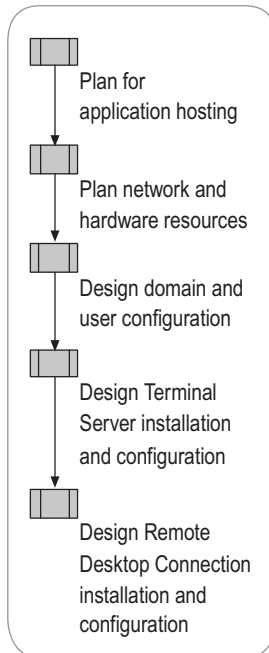 Plan for
application hosting
Plan network and
hardware resources
Design domain and
user configuration
Design Terminal
Server installation
and configuration
Design Remote
Desktop Connection
installation and
configuration